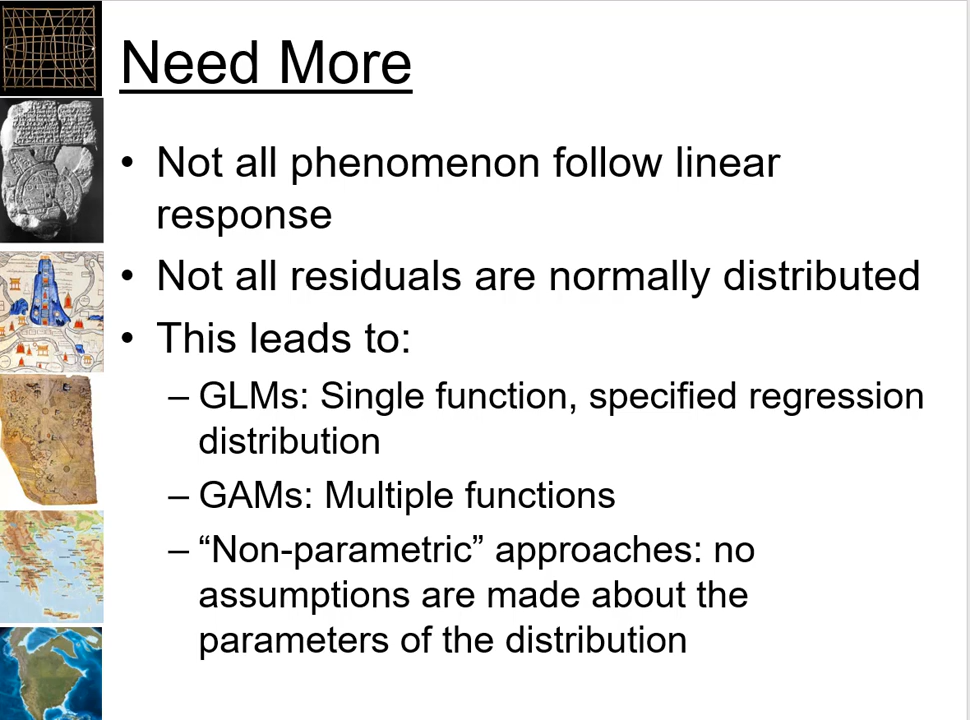 Need More
• Not all phenomenon follow linear
response
• Not all residuals are normally distributed
• This leads to:
– GLMs: Single function, specified regression
distribution
– GAMs: Multiple functions
– “Non-parametric” approaches: no
assumptions are made about the
parameters of the distribution